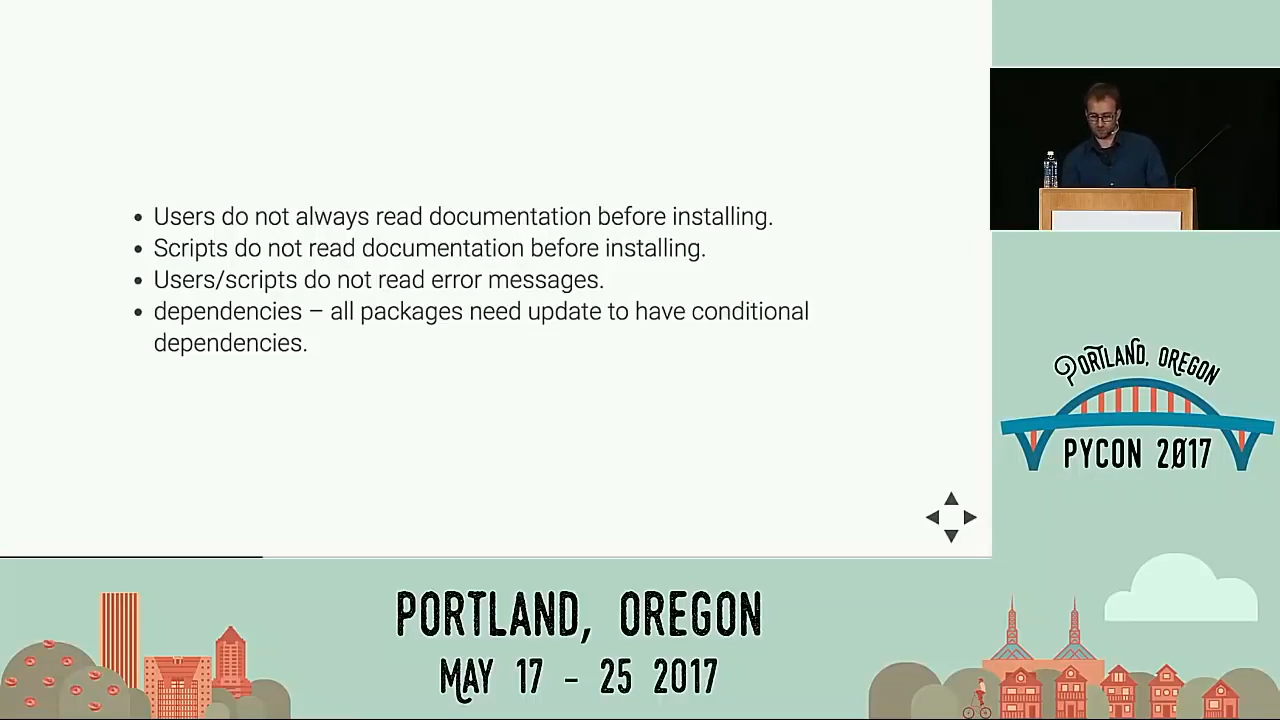 Users do not always read documentation before installing.
Scripts do not read documentation before installing.
Users/scripts do not read error messages.
dependencies – all packages need update to have conditional
dependencies.
PORTLAND, OREGON
PYCON 2017
PORTLAND, OREGON
MAY 17 - 25 2017